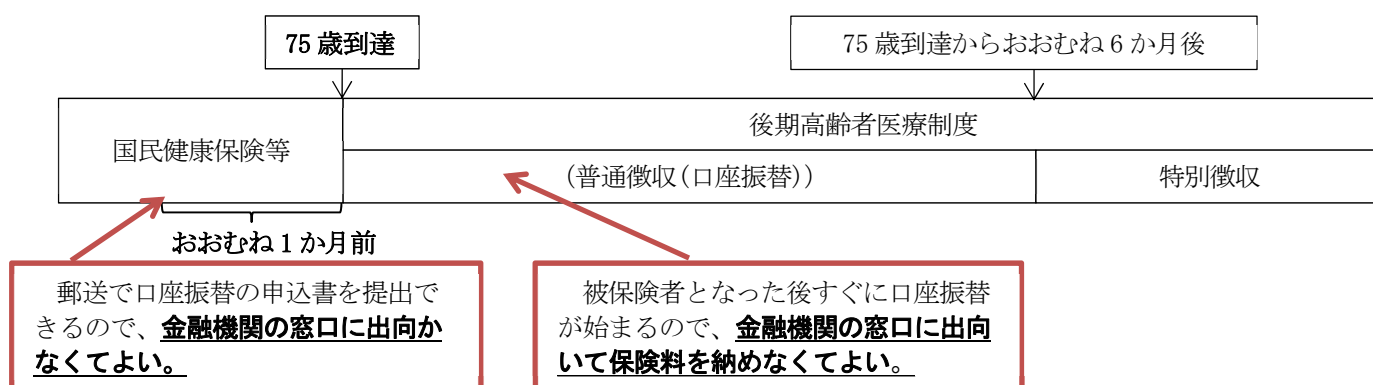 75 歳到達
75 歳到達からおおむね 6 か月後
国民健康保険等
後期高齢者医療制度
(普通徴収(口座振替))
特別徴収
おおむね 1 か月前
郵送で口座振替の申込書を提出で
きるので、金融機関の窓口に出向か
なくてよい。
被保険者となった後すぐに口座振替
が始まるので、金融機関の窓口に出向
いて保険料を納めなくてよい。